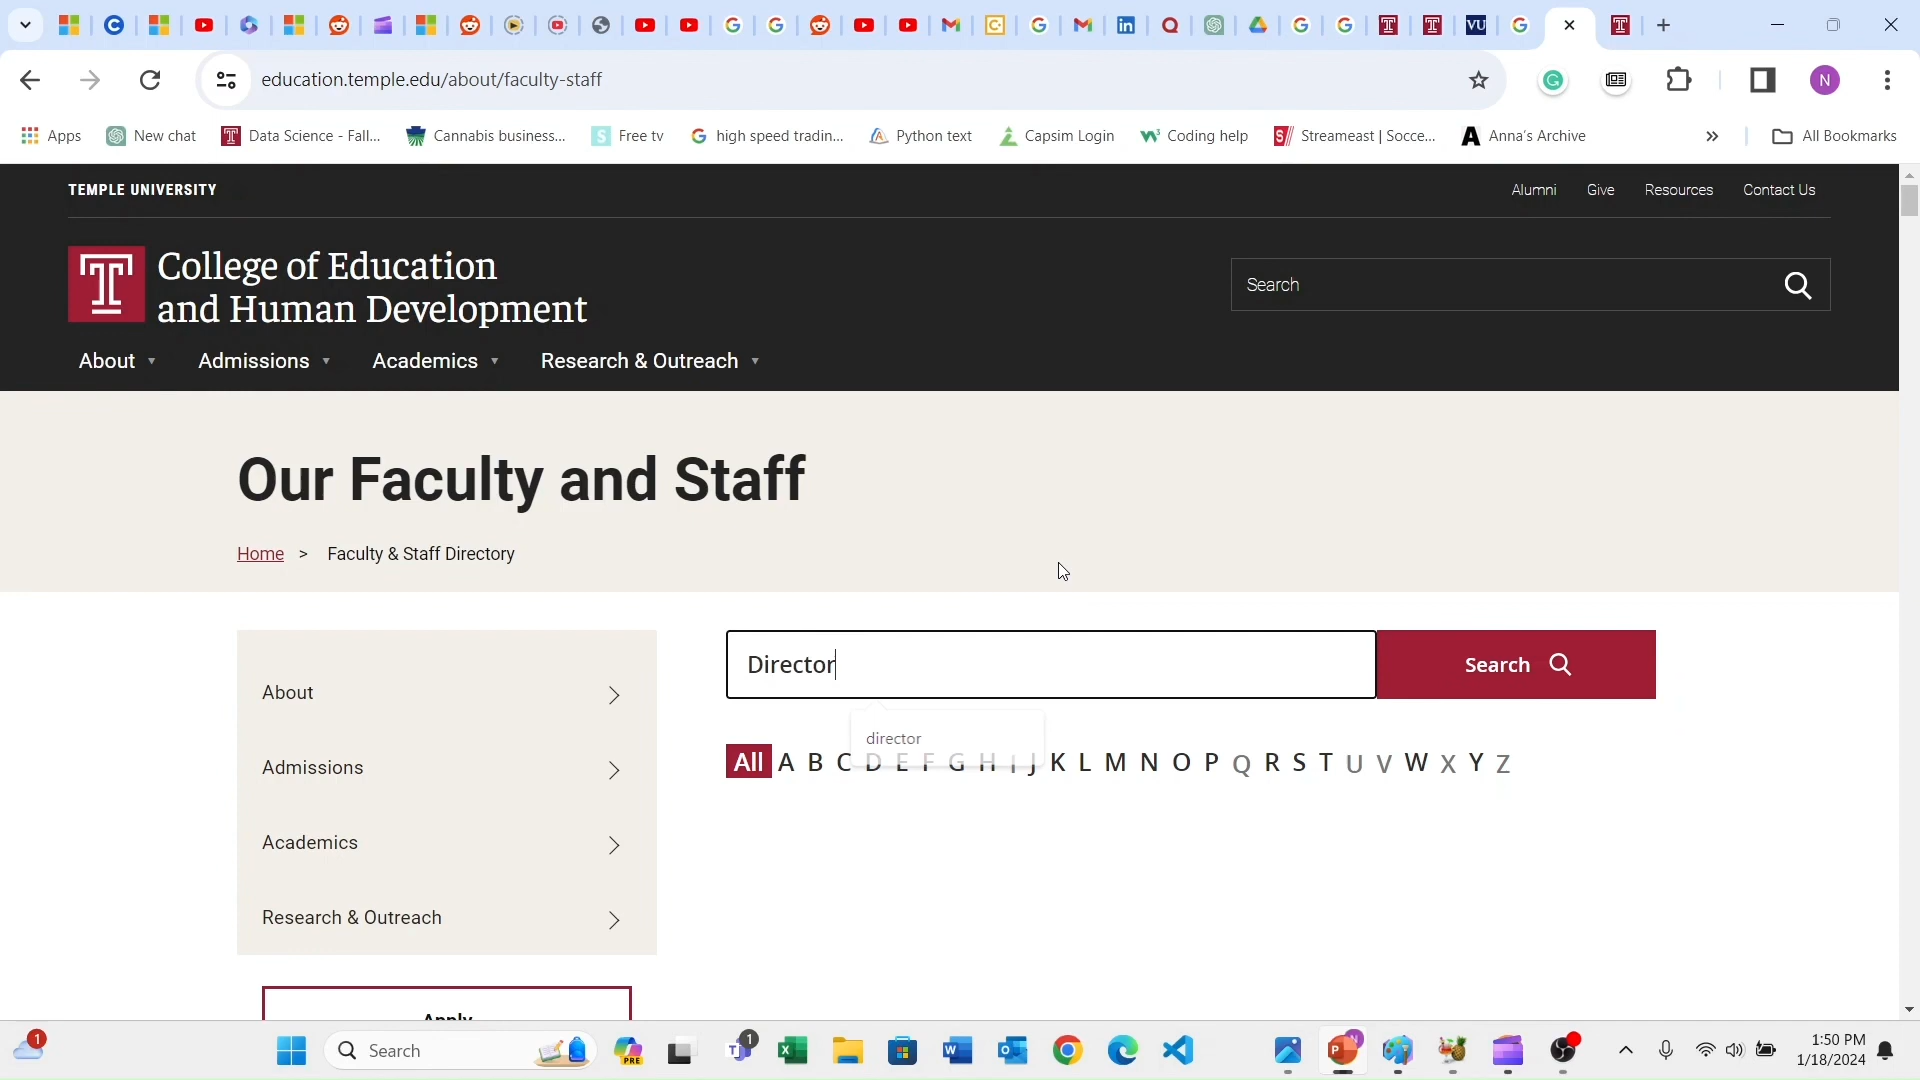 education.temple.edu/about/faculty-staff
N
Apps New chat Data Science - Fall... Cannabis business... Free tv high speed tradin... Python text Capsim Login Coding help Streameast | Socce... Anna's Archive » All Bookmarks
TEMPLE UNIVERSITY Alumni Give Resources Contact Us
College of Education
and Human Development
Search
About Admissions Academics Research & Outreach
Our Faculty and Staff
Home > Faculty & Staff Directory
Director Search
director
All A B C D E F G H I J K L M N O P Q R S T U V W X Y Z
About
Admissions
Academics
Research & Outreach
Apply
1 Search PRE 1 1:50 PM
1/18/2024